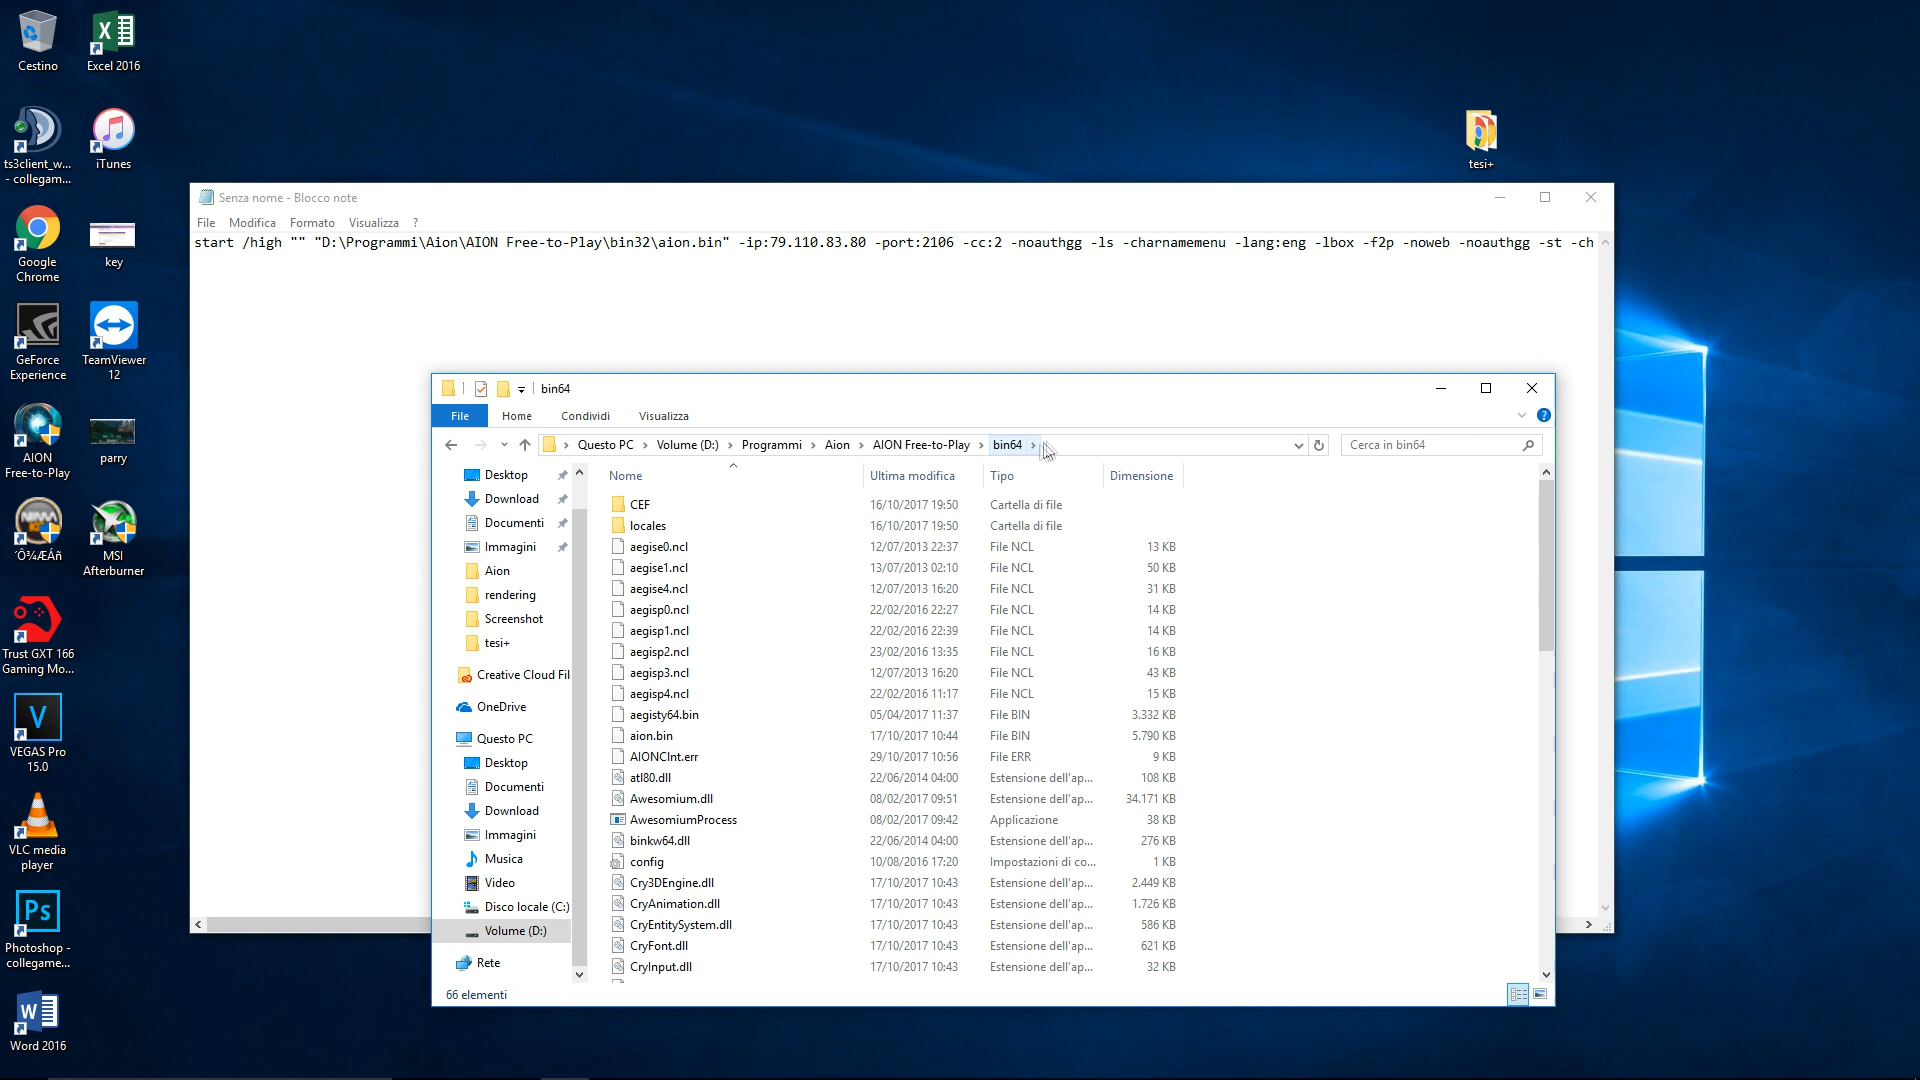 Cestino
Excel 2016
ts3client_w...
- collegam...
iTunes
Google
Chrome
key
GeForce
Experience
TeamViewer
12
AION
Free-to-Play
parry
´Ô¾ÆÁñ
MSI
Afterburner
Trust GXT 166
Gaming Mo...
VEGAS Pro
15.0
VLC media
player
Photoshop -
collegame...
Word 2016
tesi+
Senza nome - Blocco note
File Modifica Formato Visualizza ?
start /high "" "D:\Programmi\Aion\AION Free-to-Play\bin32\aion.bin" -ip:79.110.83.80 -port:2106 -cc:2 -noauthgg -ls -charnamemenu -lang:eng -lbox -f2p -noweb -noauthgg -st -ch
bin64
File Home Condividi Visualizza
Questo PC Volume (D:) Programmi Aion AION Free-to-Play bin64
Cerca in bin64
Desktop
Download
Documenti
Immagini
Aion
rendering
Screenshot
tesi+
Creative Cloud Fil
OneDrive
Questo PC
Desktop
Documenti
Download
Immagini
Musica
Video
Disco locale (C:)
Volume (D:)
Rete
Nome Ultima modifica Tipo Dimensione
CEF 16/10/2017 19:50 Cartella di file
locales 16/10/2017 19:50 Cartella di file
aegise0.ncl 12/07/2013 22:37 File NCL 13 KB
aegise1.ncl 13/07/2013 02:10 File NCL 50 KB
aegise4.ncl 12/07/2013 16:20 File NCL 31 KB
aegisp0.ncl 22/02/2016 22:27 File NCL 14 KB
aegisp1.ncl 22/02/2016 22:39 File NCL 14 KB
aegisp2.ncl 23/02/2016 13:35 File NCL 16 KB
aegisp3.ncl 12/07/2013 16:20 File NCL 43 KB
aegisp4.ncl 22/02/2016 11:17 File NCL 15 KB
aegisty64.bin 05/04/2017 11:37 File BIN 3.332 KB
aion.bin 17/10/2017 10:44 File BIN 5.790 KB
AIONClnt.err 29/10/2017 10:56 File ERR 9 KB
atl80.dll 22/06/2014 04:00 Estensione dell'ap... 108 KB
Awesomium.dll 08/02/2017 09:51 Estensione dell'ap... 34.171 KB
AwesomiumProcess 08/02/2017 09:42 Applicazione 38 KB
binkw64.dll 22/06/2014 04:00 Estensione dell'ap... 276 KB
config 10/08/2016 17:20 Impostazioni di co... 1 KB
Cry3DEngine.dll 17/10/2017 10:43 Estensione dell'ap... 2.449 KB
CryAnimation.dll 17/10/2017 10:43 Estensione dell'ap... 1.726 KB
CryEntitySystem.dll 17/10/2017 10:43 Estensione dell'ap... 586 KB
CryFont.dll 17/10/2017 10:43 Estensione dell'ap... 621 KB
CryInput.dll 17/10/2017 10:43 Estensione dell'ap... 32 KB
66 elementi